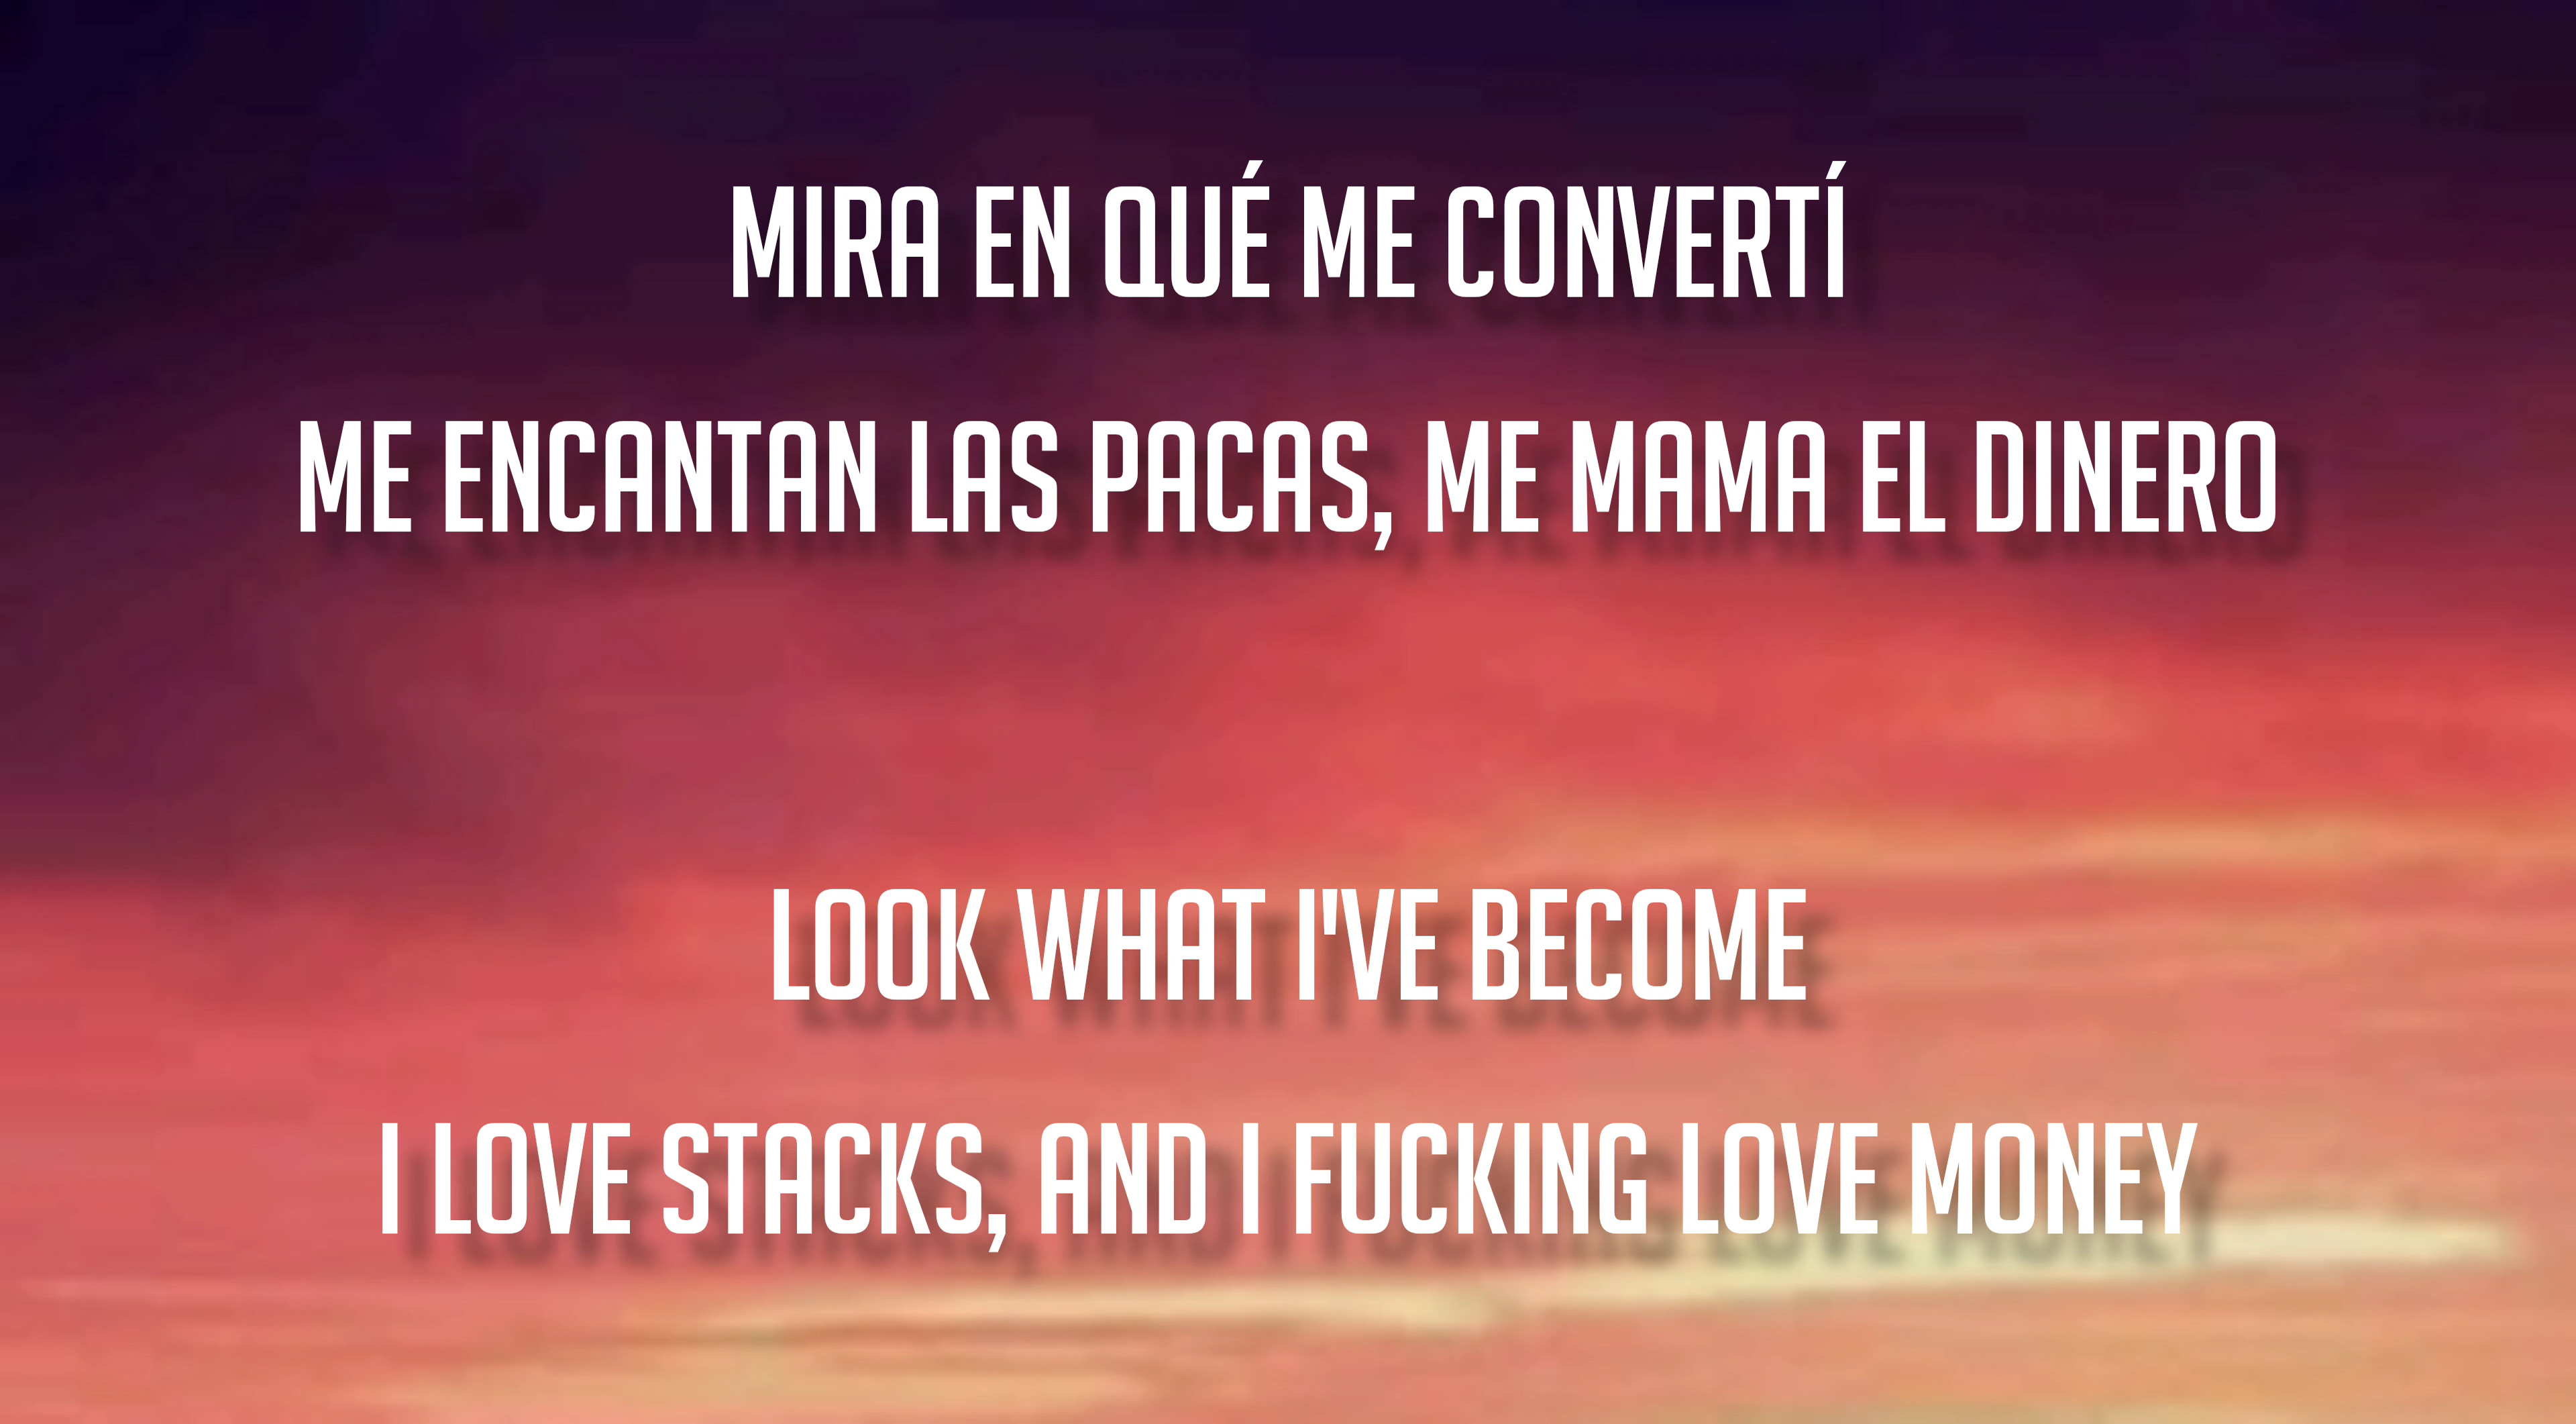 MIRA EN QUÉ ME CONVERTÍ
ME ENCANTAN LAS PACAS, ME MAMA EL DINERO
LOOK WHAT I'VE BECOME
I LOVE STACKS, AND I FUCKING LOVE MONEY